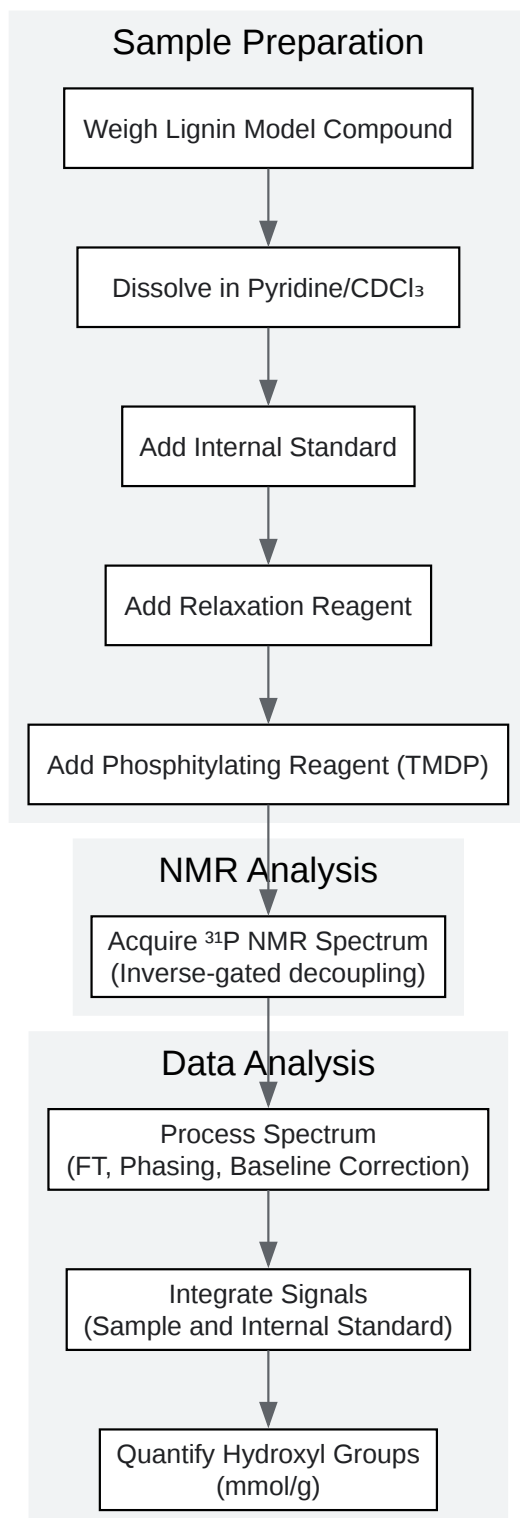 Sample Preparation
Weigh Lignin Model Compound
Dissolve in Pyridine/CDCl₃
Add Internal Standard
Add Relaxation Reagent
Add Phosphitylating Reagent (TMDP)
NMR Analysis
Acquire ³¹P NMR Spectrum
(Inverse-gated decoupling)
Data Analysis
Process Spectrum
(FT, Phasing, Baseline Correction)
Integrate Signals
(Sample and Internal Standard)
Quantify Hydroxyl Groups
(mmol/g)